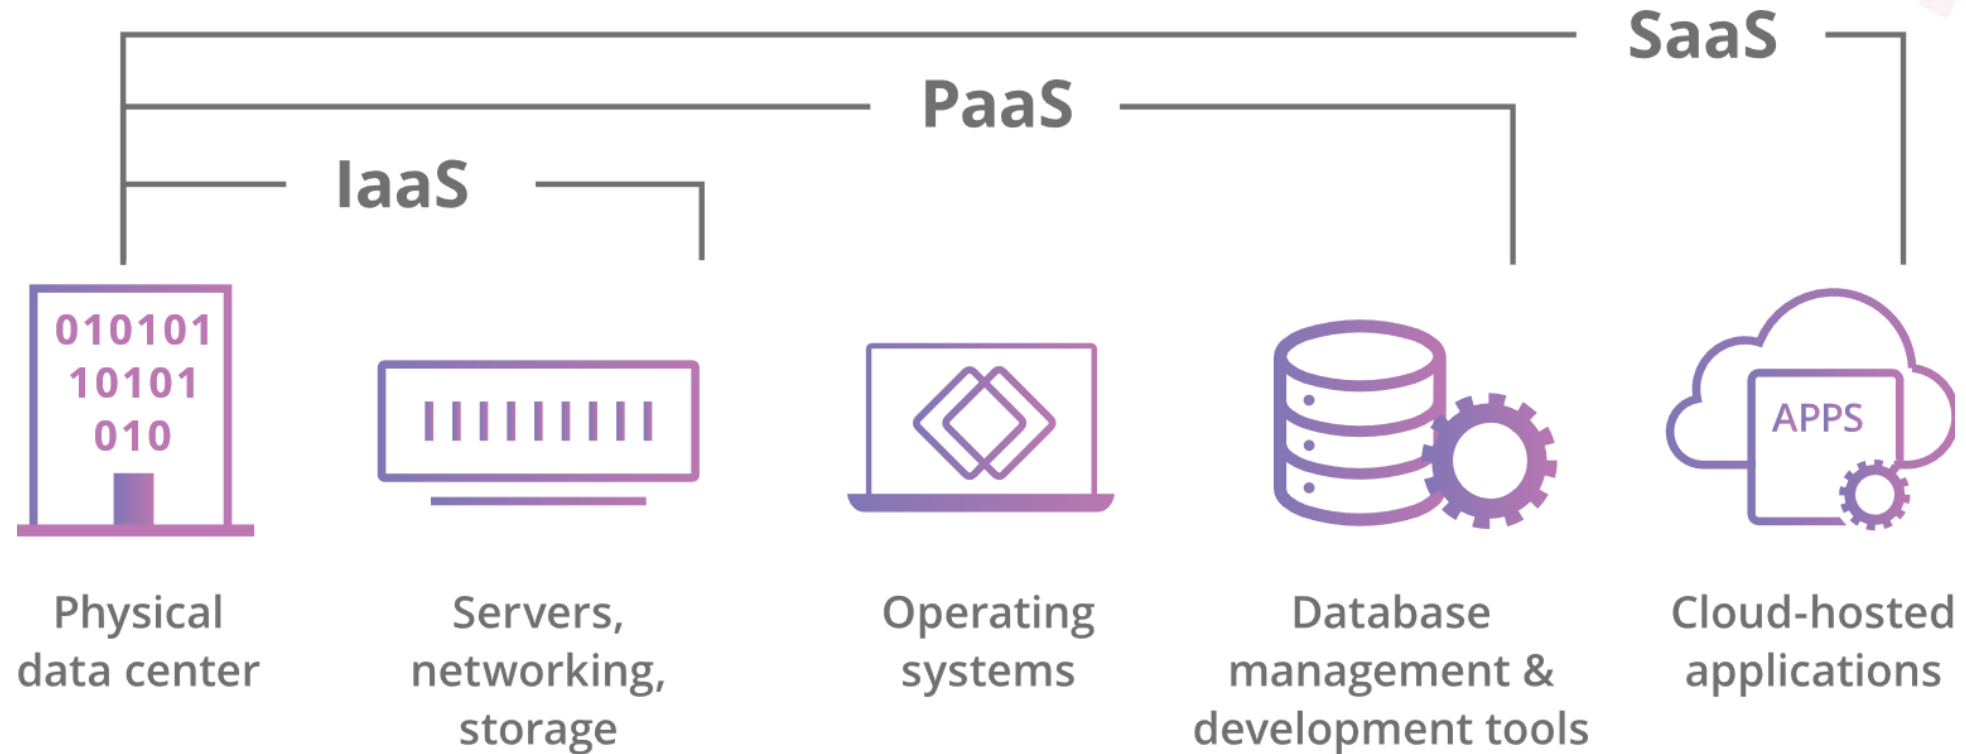 SaaS
PaaS
IaaS
010101
10101
010
APPS
Physical
data center
Servers,
networking,
storage
Operating
systems
Database
management &
development tools
Cloud-hosted
applications